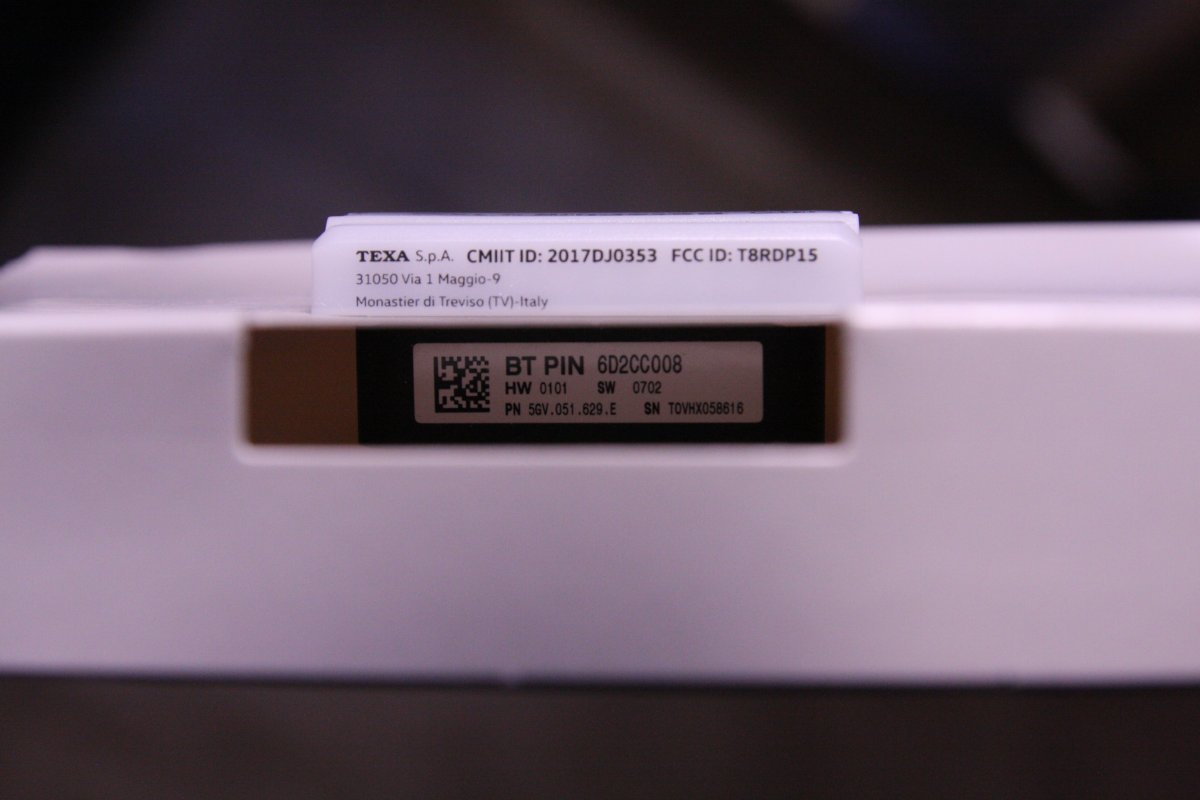 TEXA S.p.A. CMIIT ID: 2017DJ0353 FCC ID: T8RDP15
31050 Via 1 Maggio-9
Monastier di Treviso (TV)-Italy
BT PIN 6D2CC008
HW 0101 SW 0702
PN 5GV.051.629.E SN TOVHX058616